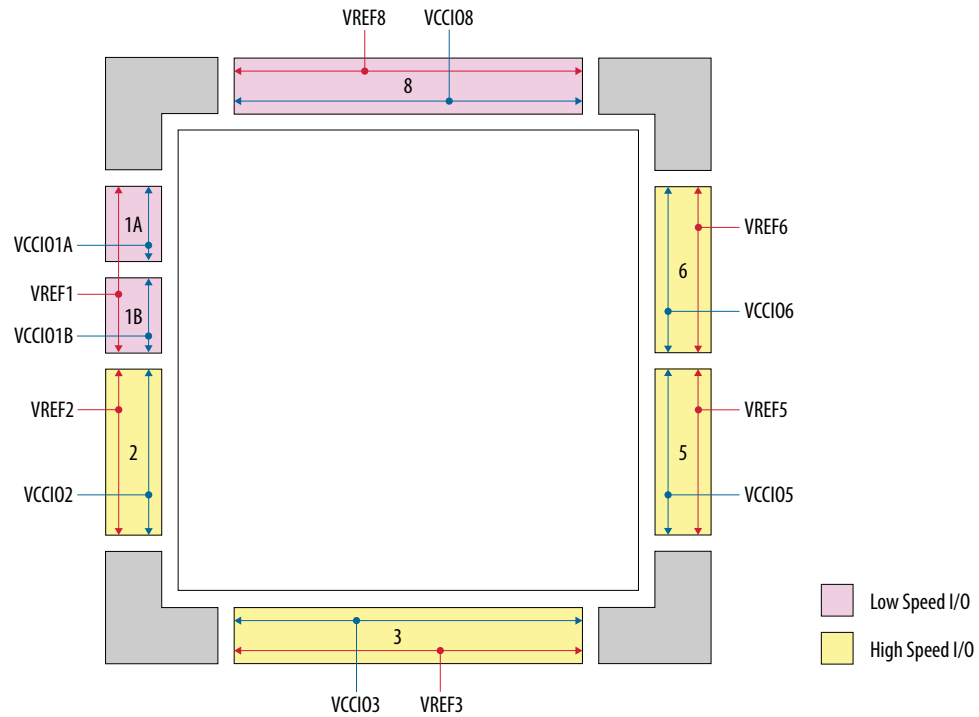 VREF8
VCCIO8
8
1A
VCCIO1A
VREF1
1B
VCCIO1B
VREF2
2
VCCIO2
6
VREF6
VCCIO6
VREF5
5
VCCIO5
3
VCCIO3
VREF3
Low Speed I/O
High Speed I/O